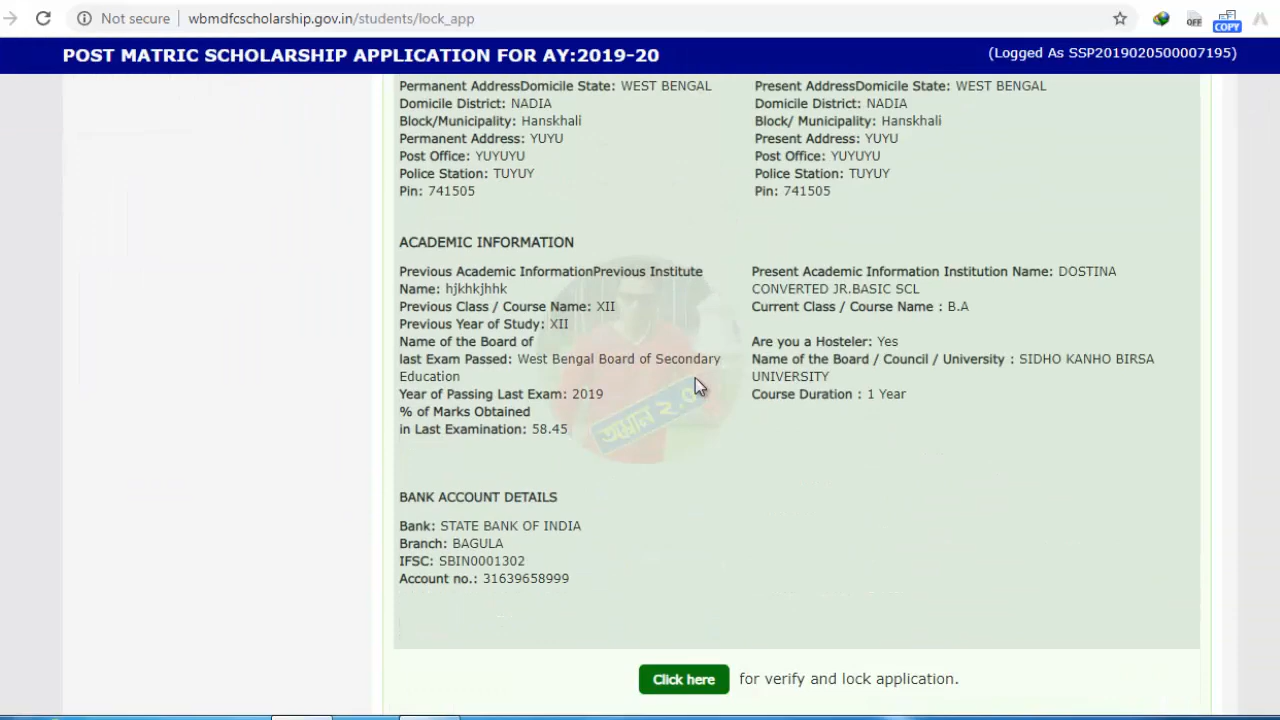 Not secure | wbmdfcscholarship.gov.in/students/lock_app
OFF
COPY
POST MATRIC SCHOLARSHIP APPLICATION FOR AY:2019-20
(Logged As SSP2019020500007195)
Permanent AddressDomicile State: WEST BENGAL
Domicile District: NADIA
Block/Municipality: Hanskhali
Permanent Address: YUYU
Post Office: YUYUYU
Police Station: TUYUY
Pin: 741505
Present AddressDomicile State: WEST BENGAL
Domicile District: NADIA
Block/ Municipality: Hanskhali
Present Address: YUYU
Post Office: YUYUYU
Police Station: TUYUY
Pin: 741505
ACADEMIC INFORMATION
Previous Academic InformationPrevious Institute
Name: hjkhkjhhk
Previous Class / Course Name: XII
Previous Year of Study: XII
Name of the Board of
last Exam Passed: West Bengal Board of Secondary
Education
Year of Passing Last Exam: 2019
% of Marks Obtained
in Last Examination: 58.45
Present Academic Information Institution Name: DOSTINA
CONVERTED JR.BASIC SCL
Current Class / Course Name : B.A
Are you a Hosteler: Yes
Name of the Board / Council / University : SIDHO KANHO BIRSA
UNIVERSITY
Course Duration : 1 Year
BANK ACCOUNT DETAILS
Bank: STATE BANK OF INDIA
Branch: BAGULA
IFSC: SBIN0001302
Account no.: 31639658999
Click here for verify and lock application.